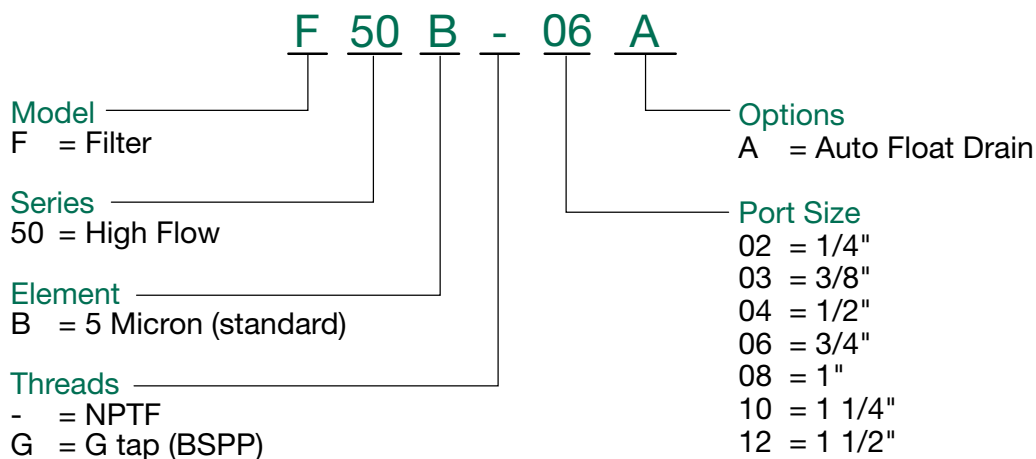 F 50 B - 06 A
Model
F = Filter
Series
50 = High Flow
Element
B = 5 Micron (standard)
Threads
- = NPTF
G = G tap (BSPP)
Options
A = Auto Float Drain
Port Size
02 = 1/4"
03 = 3/8"
04 = 1/2"
06 = 3/4"
08 = 1"
10 = 1 1/4"
12 = 1 1/2"